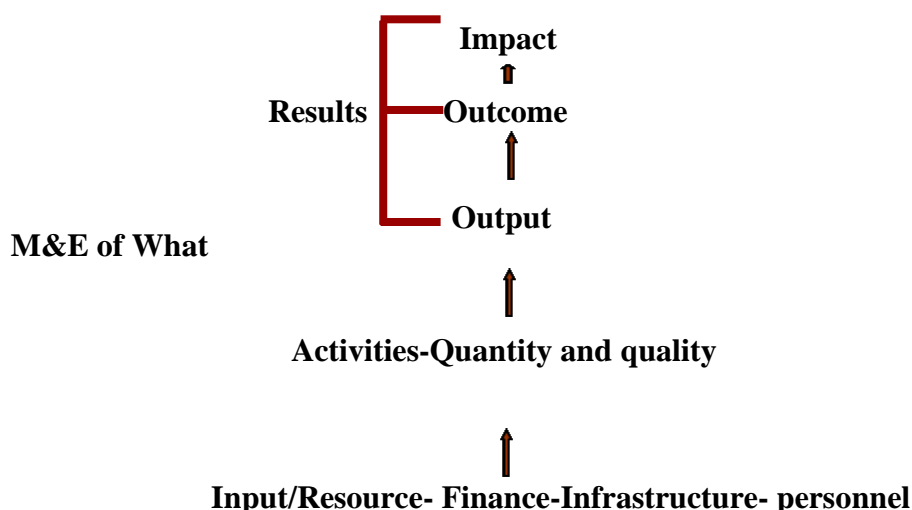 Impact
Results Outcome
Output
M&E of What
Activities-Quantity and quality
Input/Resource- Finance-Infrastructure- personnel